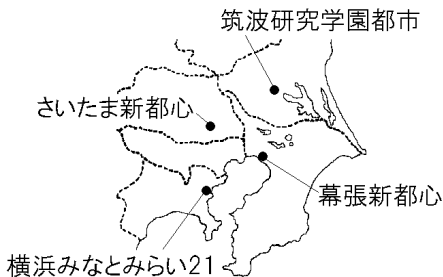 筑波研究学園都市
さいたま新都心
幕張新都心
横浜みなとみらい21